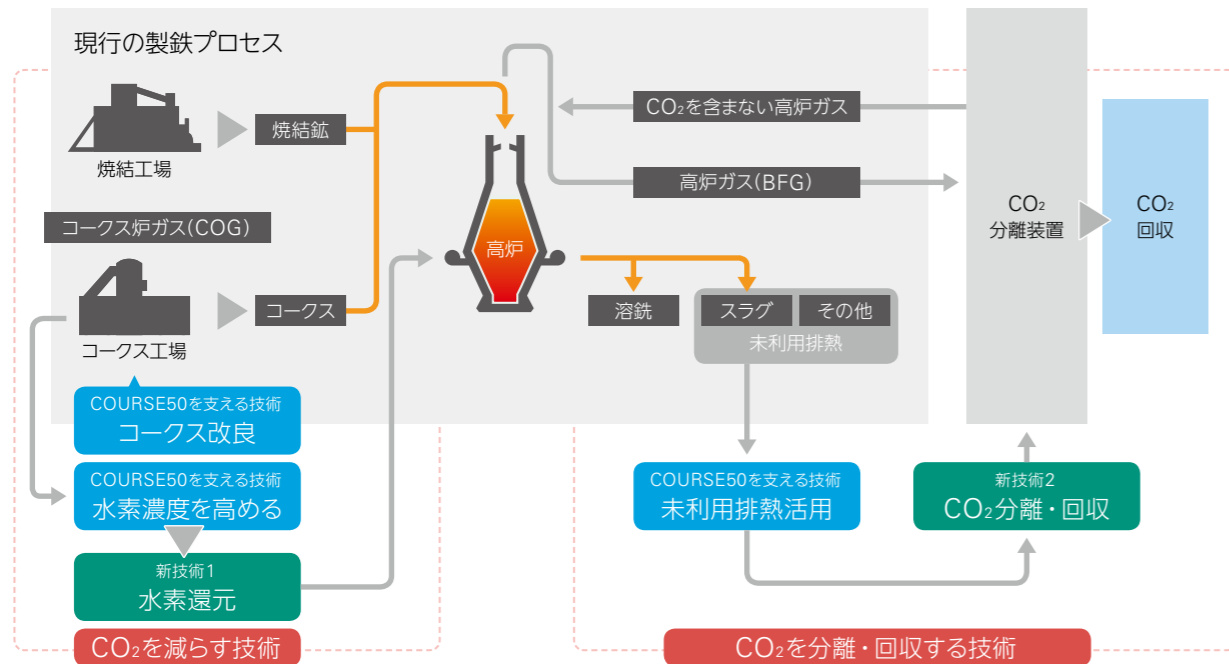 現行の製鉄プロセス
焼結工場
焼結鉱
コークス炉ガス(COG)
コークス工場
コークス
高炉
CO₂を含まない高炉ガス
高炉ガス(BFG)
溶銑
スラグ
その他
未利用排熱
CO₂
分離装置
CO₂
回収
COURSE50を支える技術
コークス改良
COURSE50を支える技術
水素濃度を高める
新技術1
水素還元
CO₂を減らす技術
COURSE50を支える技術
未利用排熱活用
新技術2
CO₂分離・回収
CO₂を分離・回収する技術